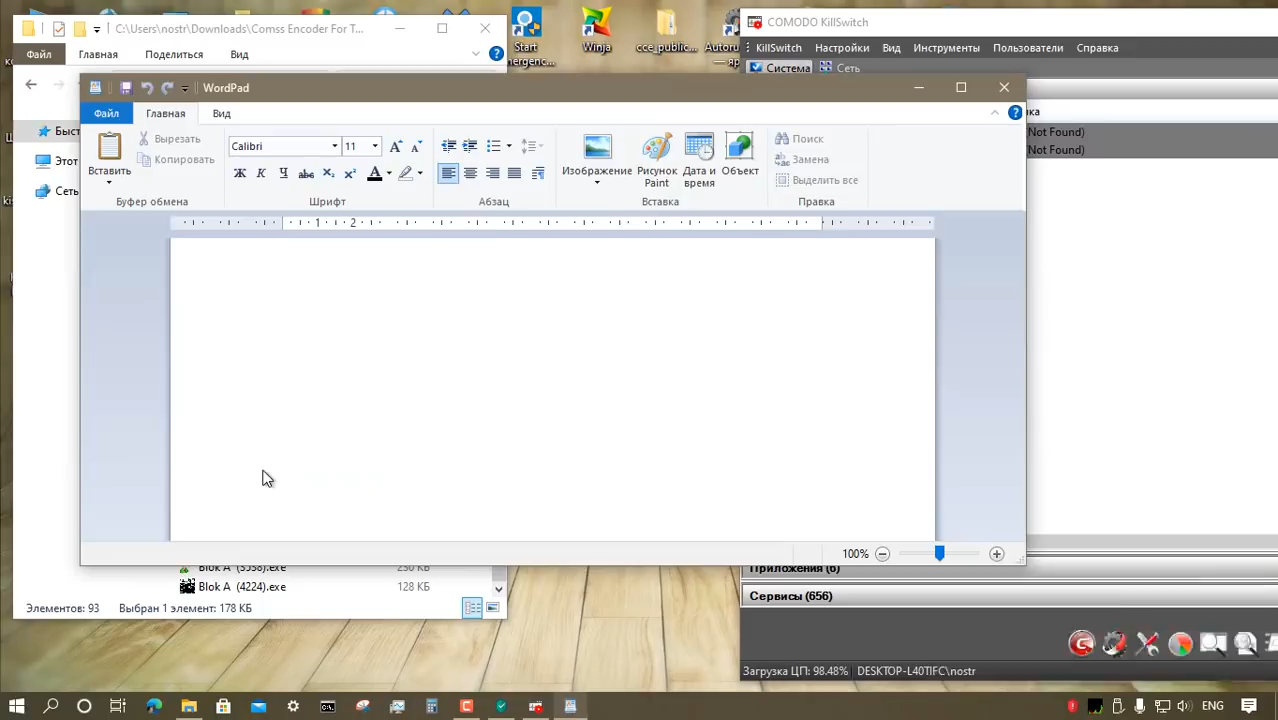 C:\Users\nostr\Downloads\Comss Encoder For T...
Файл
Главная
Поделиться
Вид
Start
Winja
cce_public...
COMODO KillSwitch
KillSwitch
Настройки
Вид
Инструменты
Пользователи
Справка
Система
Сеть
WordPad
Файл
Главная
Вид
Вставить
Вырезать
Копировать
Буфер обмена
Calibri
11
Шрифт
Абзац
Изображение
Рисунок
Paint
Дата и
время
Объект
Вставка
Поиск
Замена
Выделить все
Правка
(Not Found)
(Not Found)
Этот
Сеть
1 2
100%
Blok A (4224).exe
128 КБ
Элементов: 93
Выбран 1 элемент: 178 КБ
Приложения (6)
Сервисы (656)
Загрузка ЦП: 98.48%
DESKTOP-L40TIFC\nostr
ENG